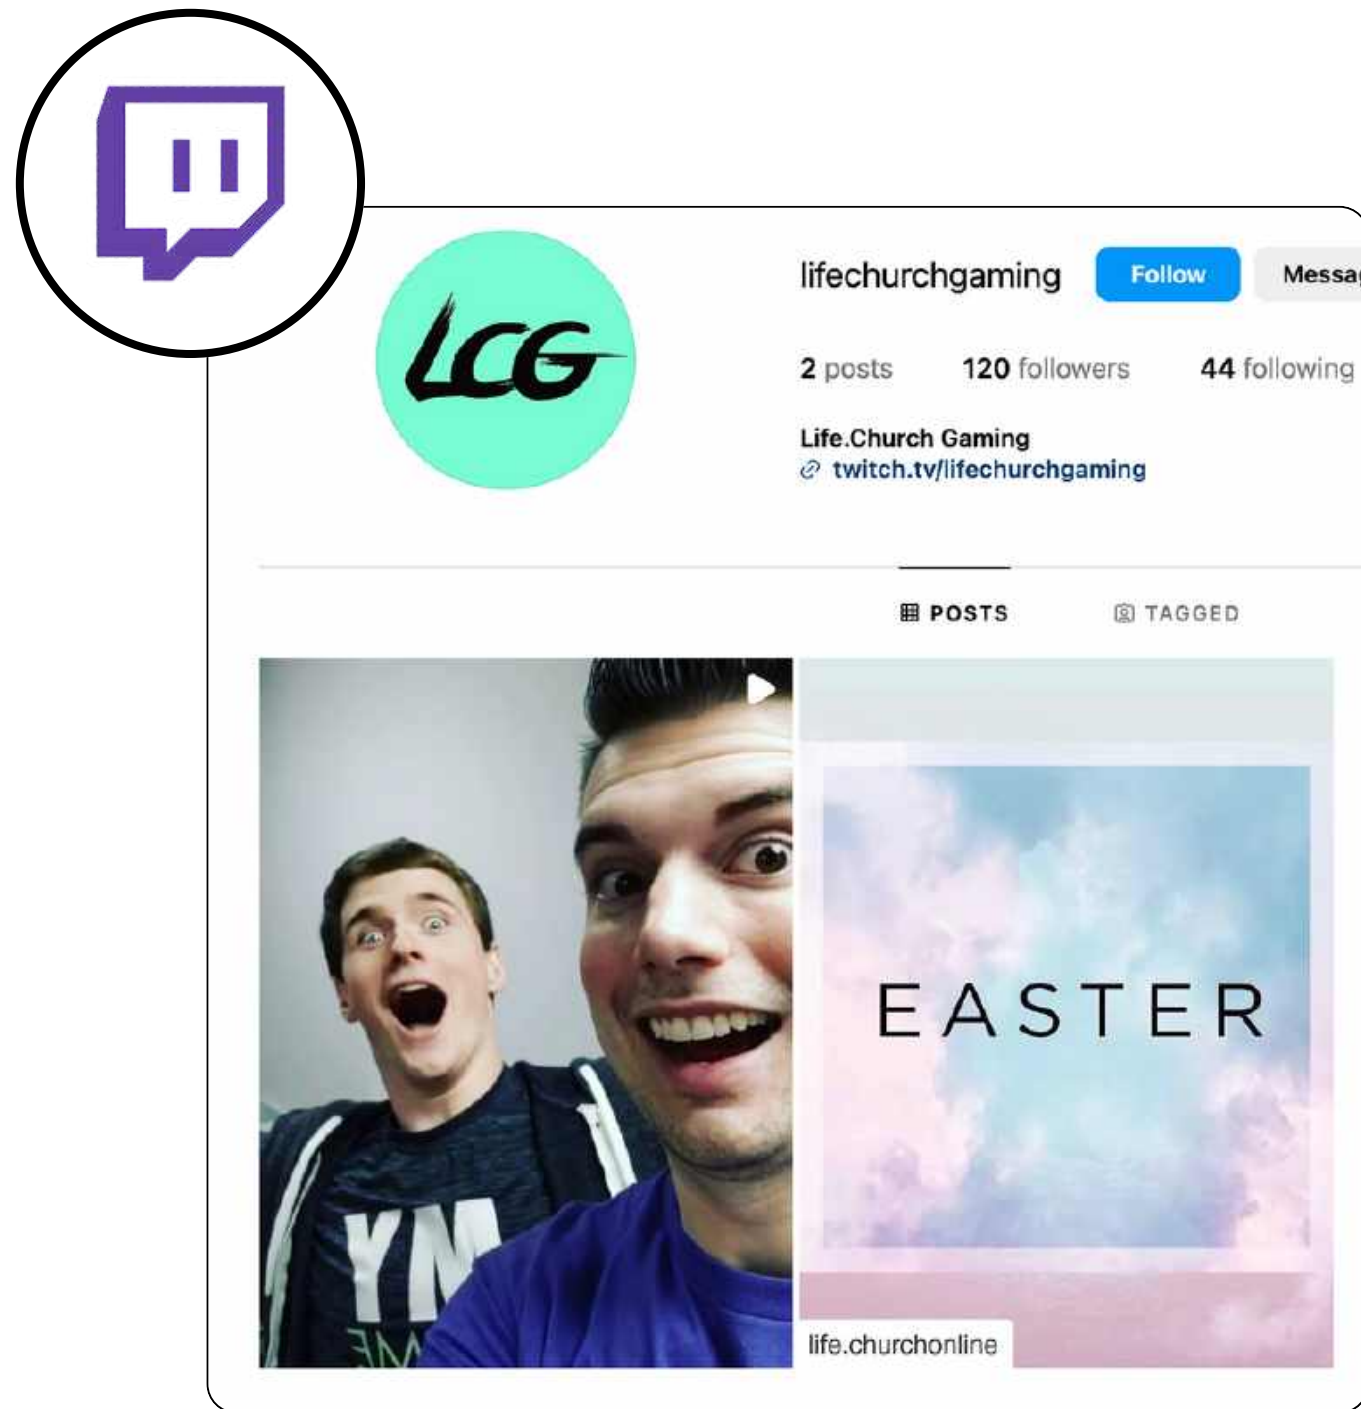 LCG
lifechurchgaming Follow
2 posts 120 followers 44 following
Life.Church Gaming
twitch.tv/lifechurchgaming
POSTS TAGGED
YM
EASTER
life.churchonline